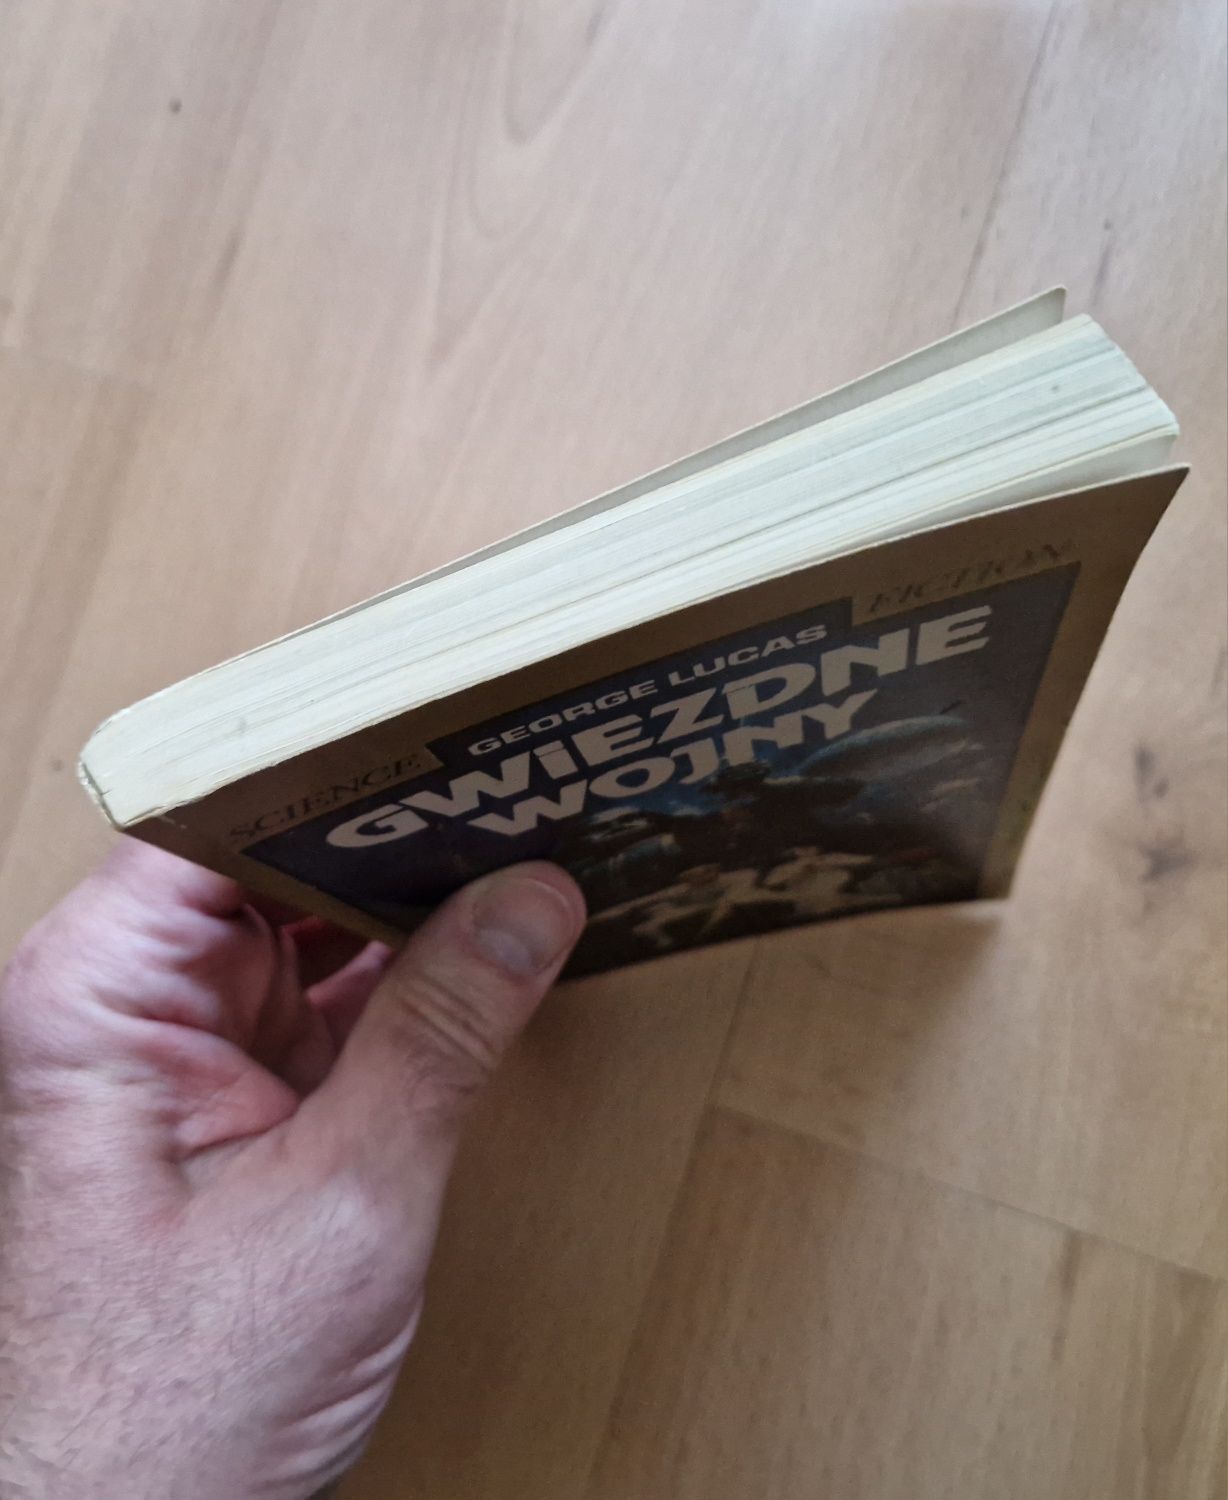 SCIENCE FICTION
GEORGE LUCAS
GWiEZDNE
WOJNY